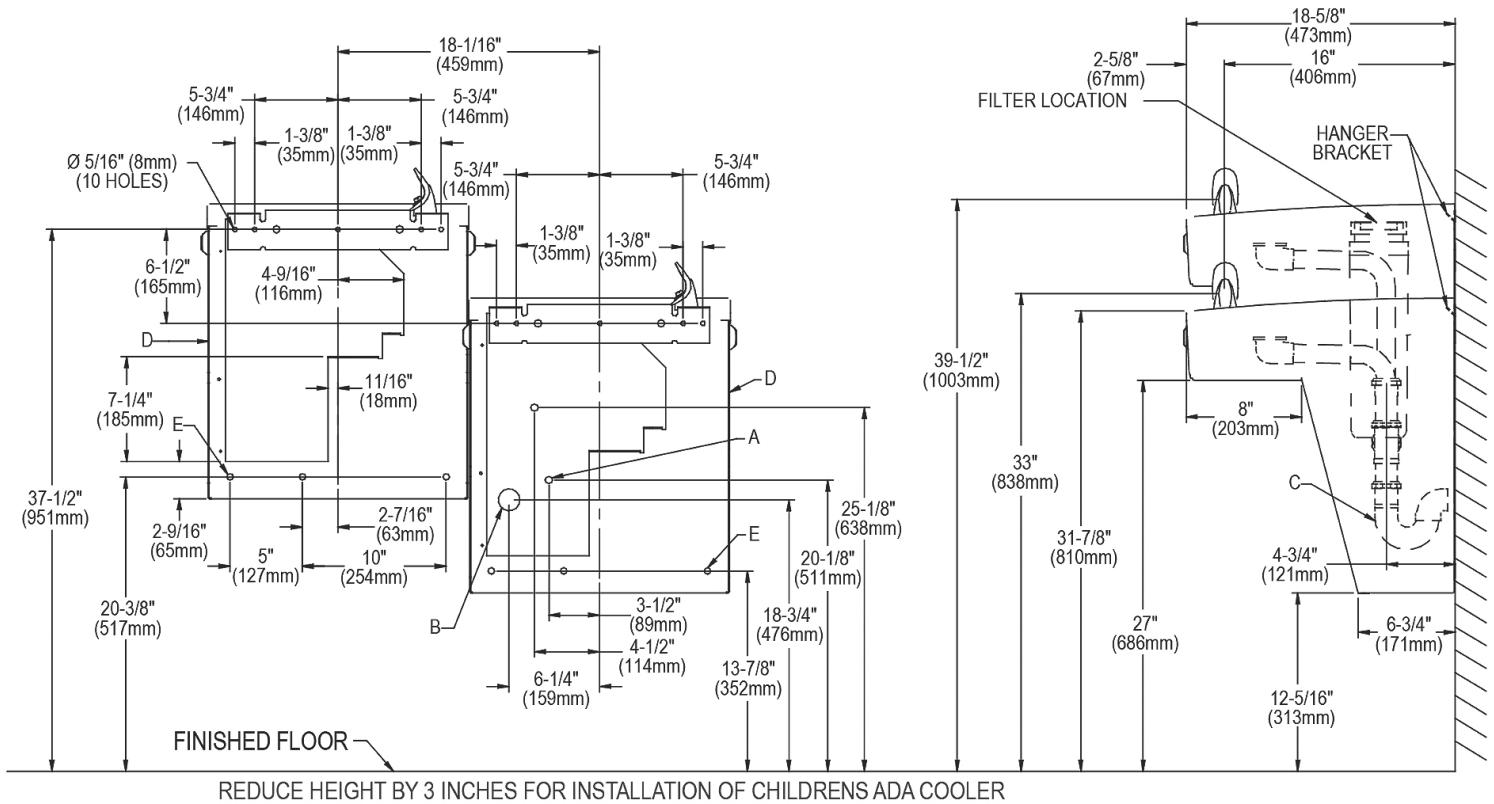 18-1/16"
(459mm)
5-3/4"
(146mm)
5-3/4"
(146mm)
1-3/8"
(35mm)
1-3/8"
(35mm)
Ø 5/16" (8mm)
(10 HOLES)
5-3/4"
(146mm)
5-3/4"
(146mm)
1-3/8"
(35mm)
1-3/8"
(35mm)
6-1/2"
(165mm)
4-9/16"
(116mm)
D
11/16"
(18mm)
7-1/4"
(185mm)
E
D
A
37-1/2"
(951mm)
2-9/16"
(65mm)
2-7/16"
(63mm)
5"
(127mm)
10"
(254mm)
20-3/8"
(517mm)
B
E
3-1/2"
(89mm)
4-1/2"
(114mm)
6-1/4"
(159mm)
25-1/8"
(638mm)
20-1/8"
(511mm)
18-3/4"
(476mm)
13-7/8"
(352mm)
18-5/8"
(473mm)
2-5/8"
(67mm)
16"
(406mm)
FILTER LOCATION
HANGER
BRACKET
39-1/2"
(1003mm)
8"
(203mm)
33"
(838mm)
C
31-7/8"
(810mm)
4-3/4"
(121mm)
27"
(686mm)
6-3/4"
(171mm)
12-5/16"
(313mm)
FINISHED FLOOR
REDUCE HEIGHT BY 3 INCHES FOR INSTALLATION OF CHILDRENS ADA COOLER